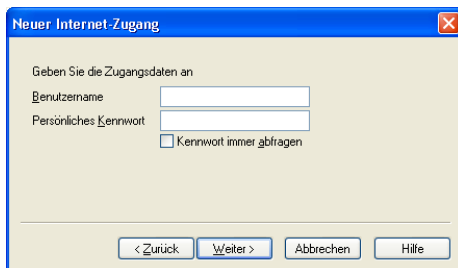 Neuer Internet-Zugang
Geben Sie die Zugangsdaten an
Benutzername
Persönliches Kennwort
Kennwort immer abfragen
< Zurück Weiter > Abbrechen Hilfe